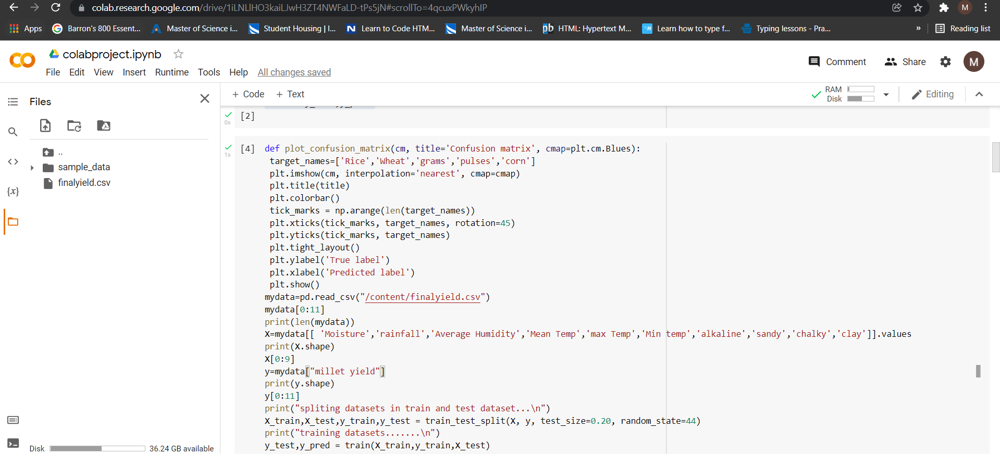 colab.research.google.com/drive/1iLNLlHO3kaiLJwH3ZT4NWFaLD-tPs5jN#scrollTo=4qcuxPWkyhIP M
Apps Barron's 800 Essent... Master of Science i... Student Housing | I... Learn to Code HTM... Master of Science i... HTML: Hypertext M... Learn how to type f... Typing lessons - Pra... » Reading list
colabproject.ipynb
File Edit View Insert Runtime Tools Help All changes saved
Comment Share M
Files
+ Code + Text
RAM
Disk
Editing
[2]
0s
..
sample_data
finalyield.csv
{x}
Disk 36.24 GB available
[4]
1s
def plot_confusion_matrix(cm, title='Confusion matrix', cmap=plt.cm.Blues):
target_names=['Rice','Wheat','grams','pulses','corn']
plt.imshow(cm, interpolation='nearest', cmap=cmap)
plt.title(title)
plt.colorbar()
tick_marks = np.arange(len(target_names))
plt.xticks(tick_marks, target_names, rotation=45)
plt.yticks(tick_marks, target_names)
plt.tight_layout()
plt.ylabel('True label')
plt.xlabel('Predicted label')
plt.show()
mydata=pd.read_csv("/content/finalyield.csv")
mydata[0:11]
print(len(mydata))
X=mydata[[ 'Moisture','rainfall','Average Humidity','Mean Temp','max Temp','Min temp','alkaline','sandy','chalky','clay']].values
print(X.shape)
X[0:9]
y=mydata["millet yield"]
print(y.shape)
y[0:11]
print("spliting datasets in train and test dataset...\n")
X_train,X_test,y_train,y_test = train_test_split(X, y, test_size=0.20, random_state=44)
print("training datasets.......\n")
y_test,y_pred = train(X_train,y_train,X_test)